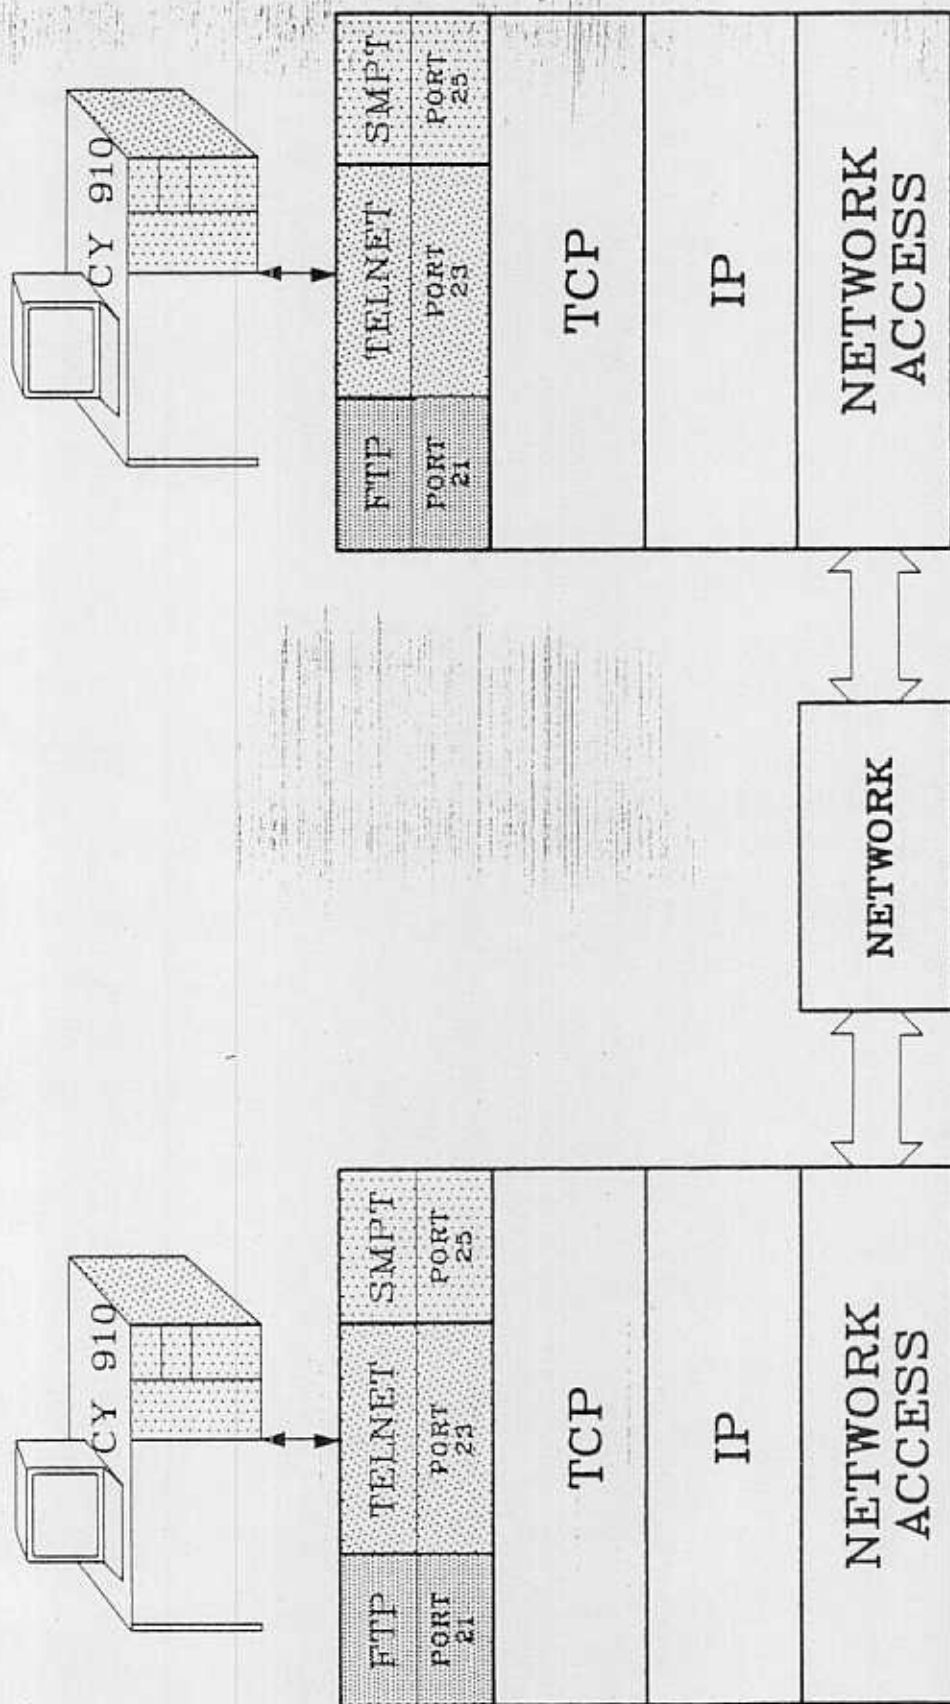 CY 910
FTP
TELNET
SMPT
PORT
21
PORT
23
PORT
25
TCP
IP
NETWORK
ACCESS
NETWORK
CY 910
FTP
TELNET
SMPT
PORT
21
PORT
23
PORT
25
TCP
IP
NETWORK
ACCESS